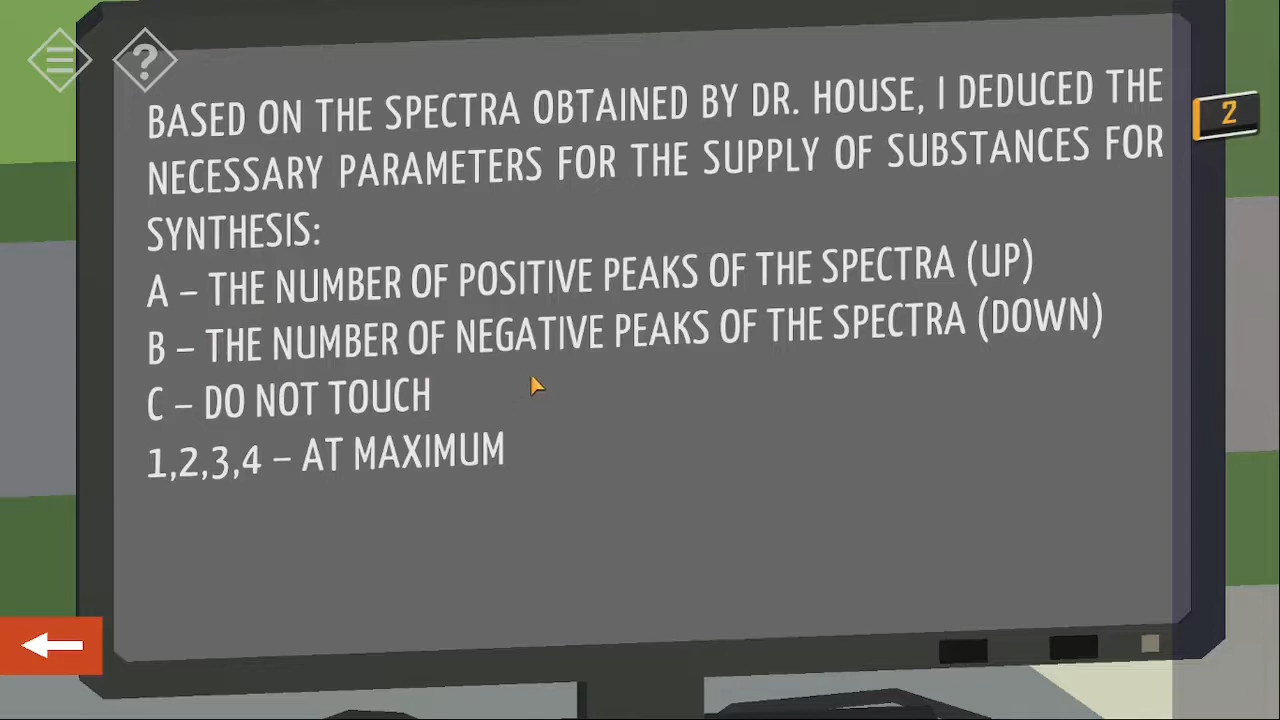 BASED ON THE SPECTRA OBTAINED BY DR. HOUSE, I DEDUCED THE
NECESSARY PARAMETERS FOR THE SUPPLY OF SUBSTANCES FOR
SYNTHESIS:
A – THE NUMBER OF POSITIVE PEAKS OF THE SPECTRA (UP)
B – THE NUMBER OF NEGATIVE PEAKS OF THE SPECTRA (DOWN)
C – DO NOT TOUCH
1,2,3,4 – AT MAXIMUM
?
2